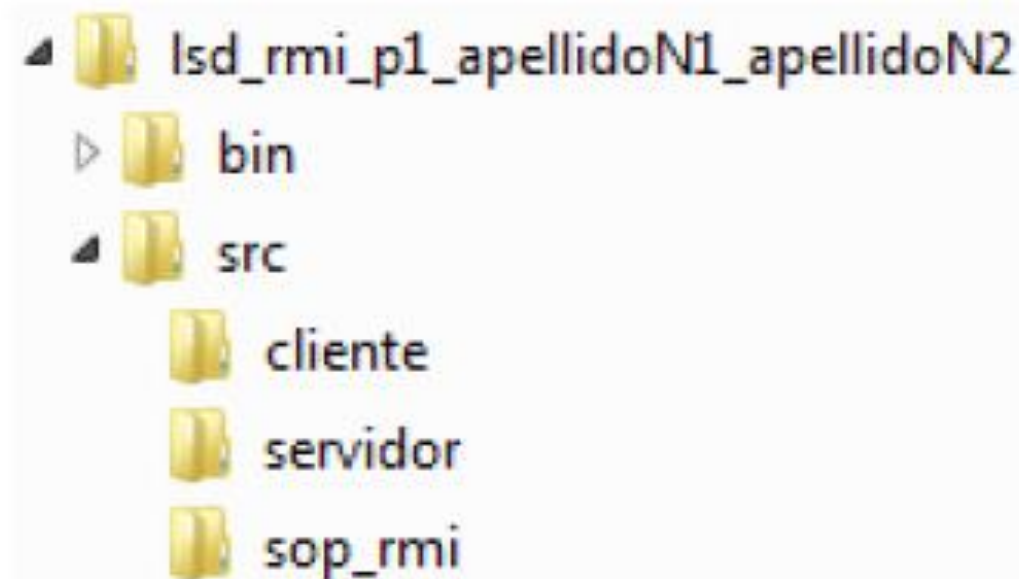 lsd_rmi_p1_apellidoN1_apellidoN2
bin
src
cliente
servidor
sop_rmi